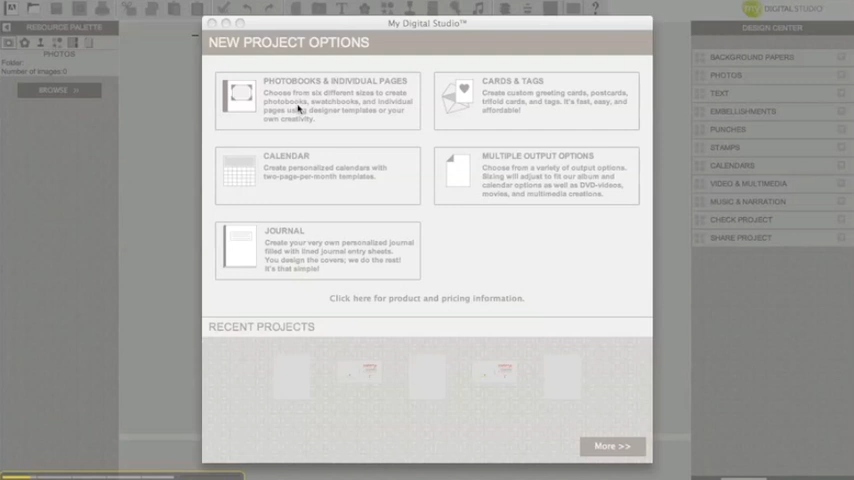 my DIGITAL STUDIO™
My Digital Studio™
RESOURCE PALETTE
PHOTOS
Folder:
Number of Images:0
BROWSE >>
NEW PROJECT OPTIONS
PHOTOBOOKS & INDIVIDUAL PAGES
Choose from six different sizes to create
photobooks, swatchbooks, and individual
pages using designer templates or your
own creativity.
CARDS & TAGS
Create custom greeting cards, postcards,
trifold cards, and tags. It's fast, easy, and
affordable!
CALENDAR
Create personalized calendars with
two-page-per-month templates.
MULTIPLE OUTPUT OPTIONS
Choose from a variety of output options.
Sizing will adjust to fit our album and
calendar options as well as DVD-videos,
movies, and multimedia creations.
JOURNAL
Create your very own personalized journal
filled with lined journal entry sheets.
You design the covers; we do the rest!
It's that simple!
Click here for product and pricing information.
RECENT PROJECTS
More >>
DESIGN CENTER
BACKGROUND PAPERS
PHOTOS
TEXT
EMBELLISHMENTS
PUNCHES
STAMPS
CALENDARS
VIDEO & MULTIMEDIA
MUSIC & NARRATION
CHECK PROJECT
SHARE PROJECT